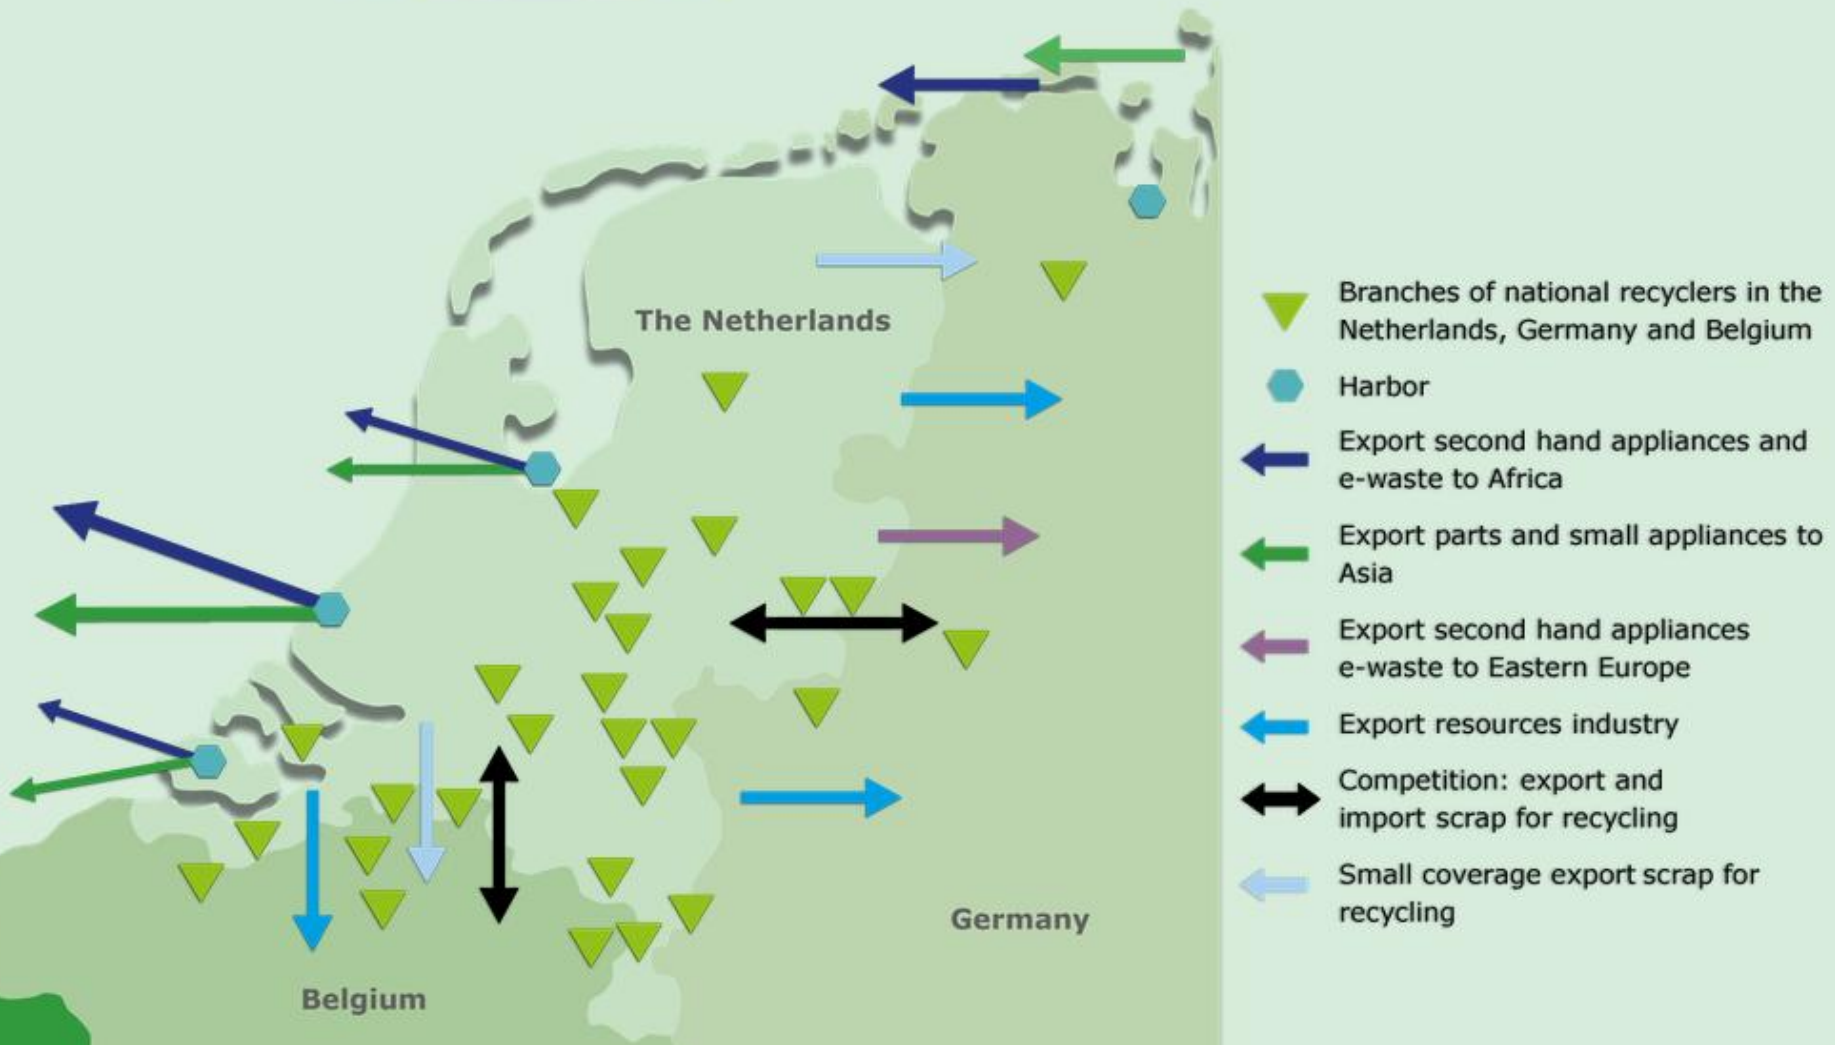 The Netherlands
Germany
Belgium
Branches of national recyclers in the
Netherlands, Germany and Belgium
Harbor
Export second hand appliances and
e-waste to Africa
Export parts and small appliances to
Asia
Export second hand appliances
e-waste to Eastern Europe
Export resources industry
Competition: export and
import scrap for recycling
Small coverage export scrap for
recycling